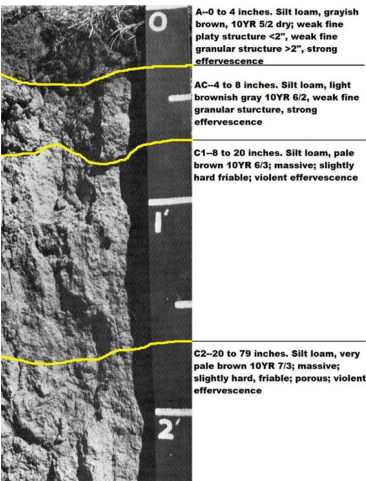 O
A--0 to 4 inches. Silt loam, grayish
brown, 10YR 5/2 dry; weak fine
platy structure <2", weak fine
granular structure >2", strong
effervescence
AC--4 to 8 inches. Silt loam, light
brownish gray 10YR 6/2, weak fine
granular sturcture, strong
effervescence
C1--8 to 20 inches. Silt loam, pale
brown 10YR 6/3; massive; slightly
hard friable; violent effervescence
1'
C2--20 to 79 inches. Silt loam, very
pale brown 10YR 7/3; massive;
slightly hard, friable; porous; violent
effervescence
2'